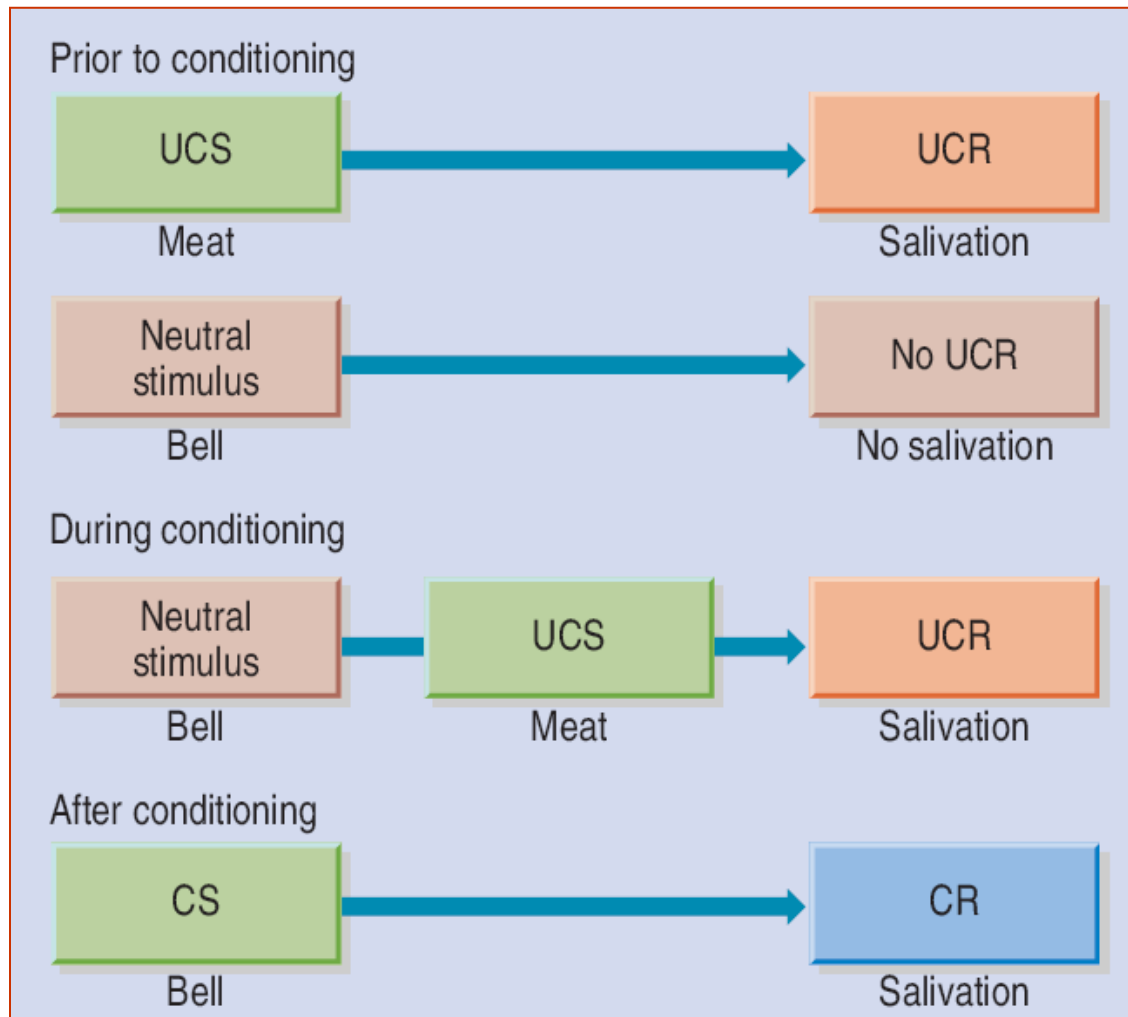 Prior to conditioning
UCS
UCR
Meat
Salivation
Neutral
stimulus
No UCR
Bell
No salivation
During conditioning
Neutral
stimulus
UCS
UCR
Bell
Meat
Salivation
After conditioning
CS
CR
Bell
Salivation